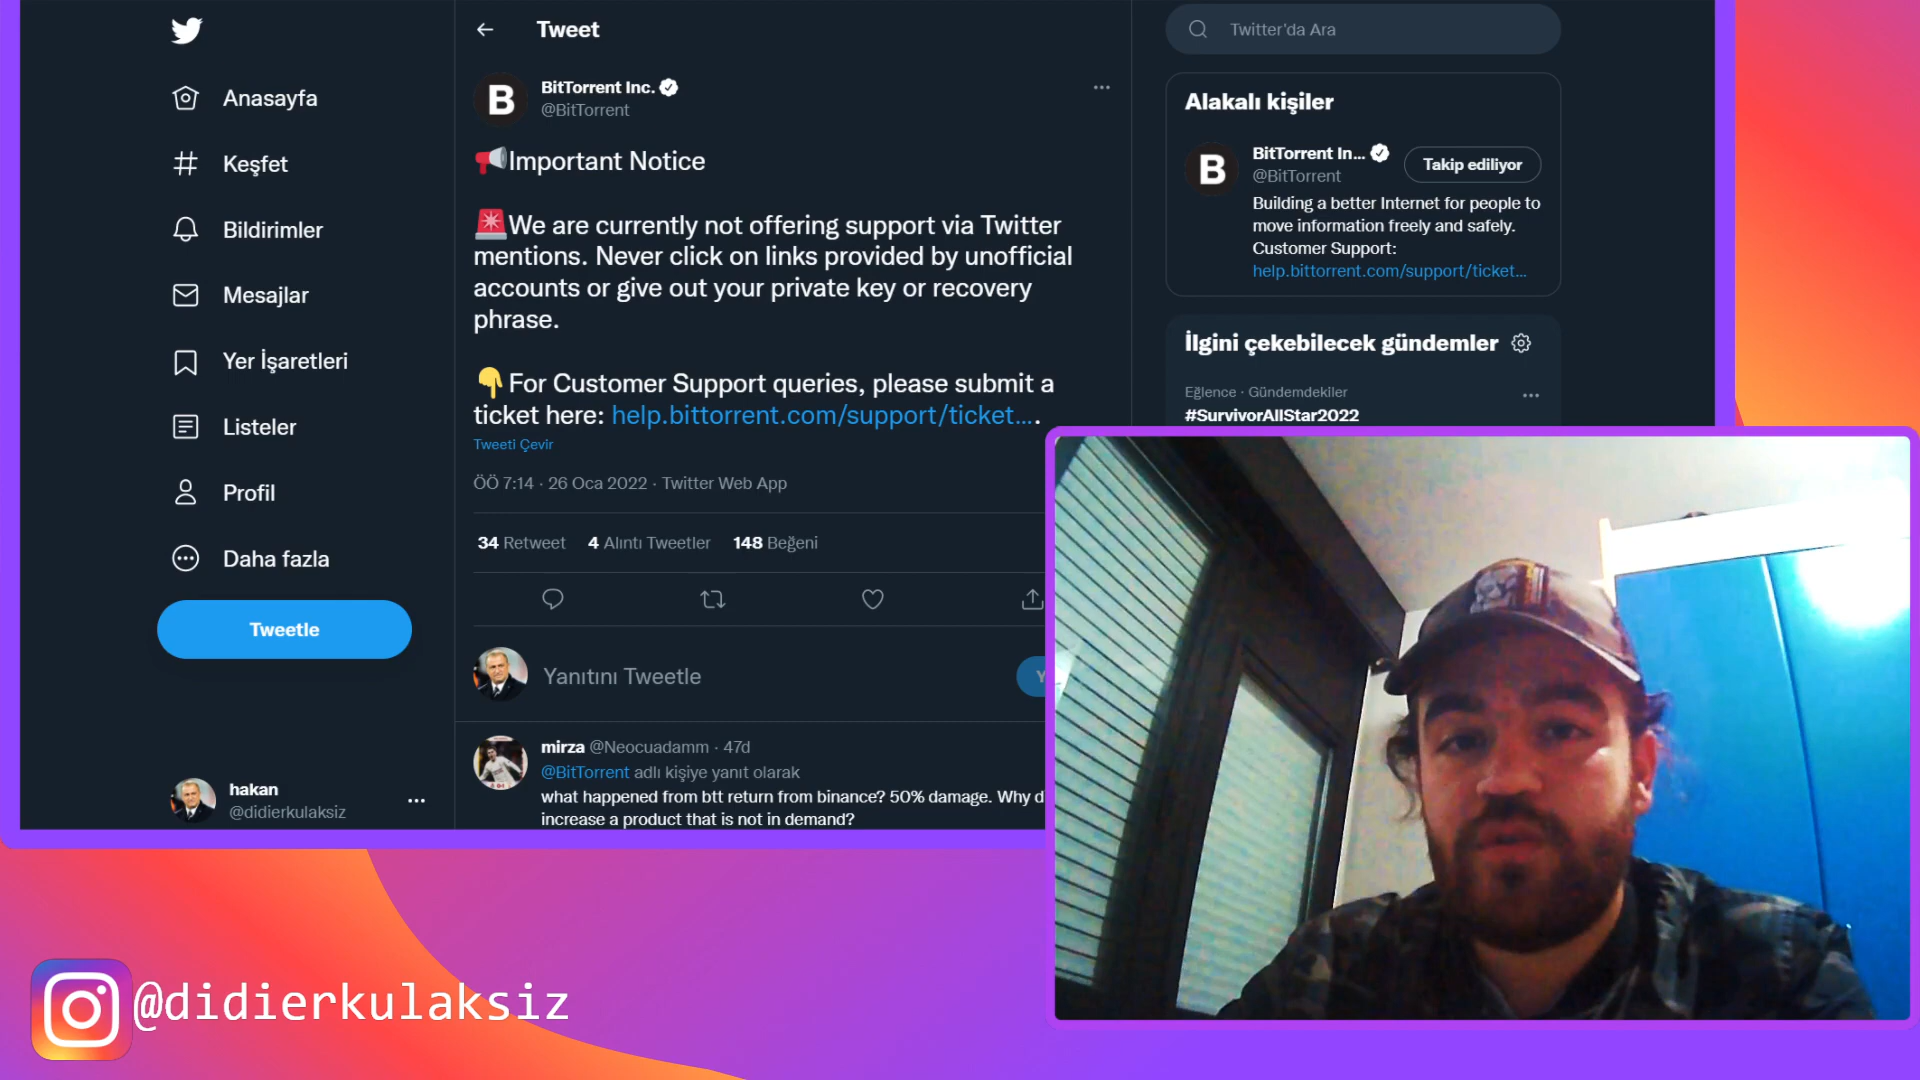 Anasayfa
Keşfet
Bildirimler
Mesajlar
Yer İşaretleri
Listeler
Profil
Daha fazla
Tweetle
hakan
@didierkulaksiz
Tweet
BitTorrent Inc.
@BitTorrent
Important Notice
We are currently not offering support via Twitter
mentions. Never click on links provided by unofficial
accounts or give out your private key or recovery
phrase.
For Customer Support queries, please submit a
ticket here: help.bittorrent.com/support/ticket....
Tweeti Çevir
ÖÖ 7:14 · 26 Oca 2022 · Twitter Web App
34 Retweet 4 Alıntı Tweetler 148 Beğeni
Yanıtını Tweetle
Y
mirza @Neocuadamm · 47d
@BitTorrent adlı kişiye yanıt olarak
what happened from btt return from binance? 50% damage. Why d
increase a product that is not in demand?
Twitter'da Ara
Alakalı kişiler
BitTorrent In...
@BitTorrent
Takip ediliyor
Building a better Internet for people to
move information freely and safely.
Customer Support:
help.bittorrent.com/support/ticket...
İlgini çekebilecek gündemler
Eğlence · Gündemdekiler
#SurvivorAllStar2022
@didierkulaksiz